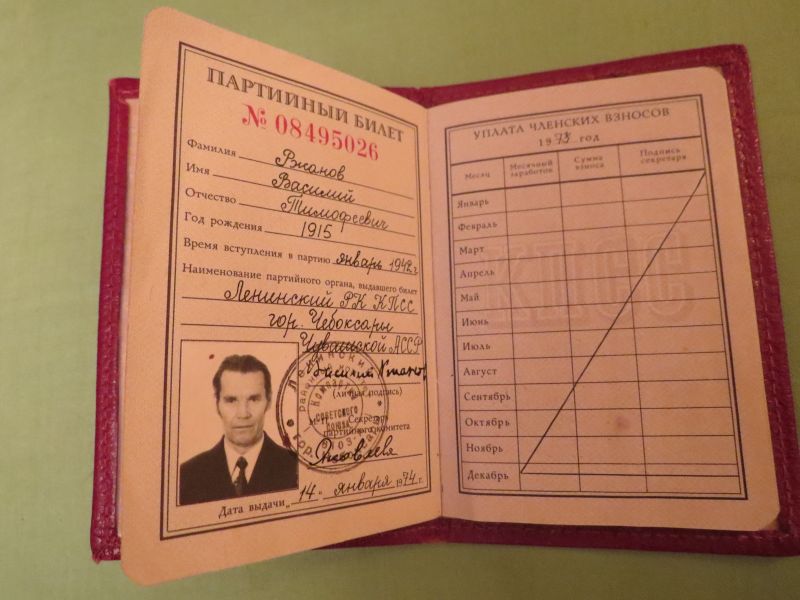 ПАРТИЙНЫЙ БИЛЕТ
№ 08495026
Фамилия Ржанов
Имя Василий
Отчество Тимофеевич
Год рождения 1915
Время вступления в партию январь 1942 г.
Наименование партийного органа, выдавшего билет
Ленинский РК КПСС
гор. Чебоксары
Чувашской АССР
(личная подпись)
М. П. Секретарь
партийного комитета
Яковлева
Дата выдачи „14“ января 1974 г.
УПЛАТА ЧЛЕНСКИХ ВЗНОСОВ
1973 год
Месяц Месячный заработок Сумма взноса Подпись секретаря
Январь
Февраль
Март
Апрель
Май
Июнь
Июль
Август
Сентябрь
Октябрь
Ноябрь
Декабрь
КПСС